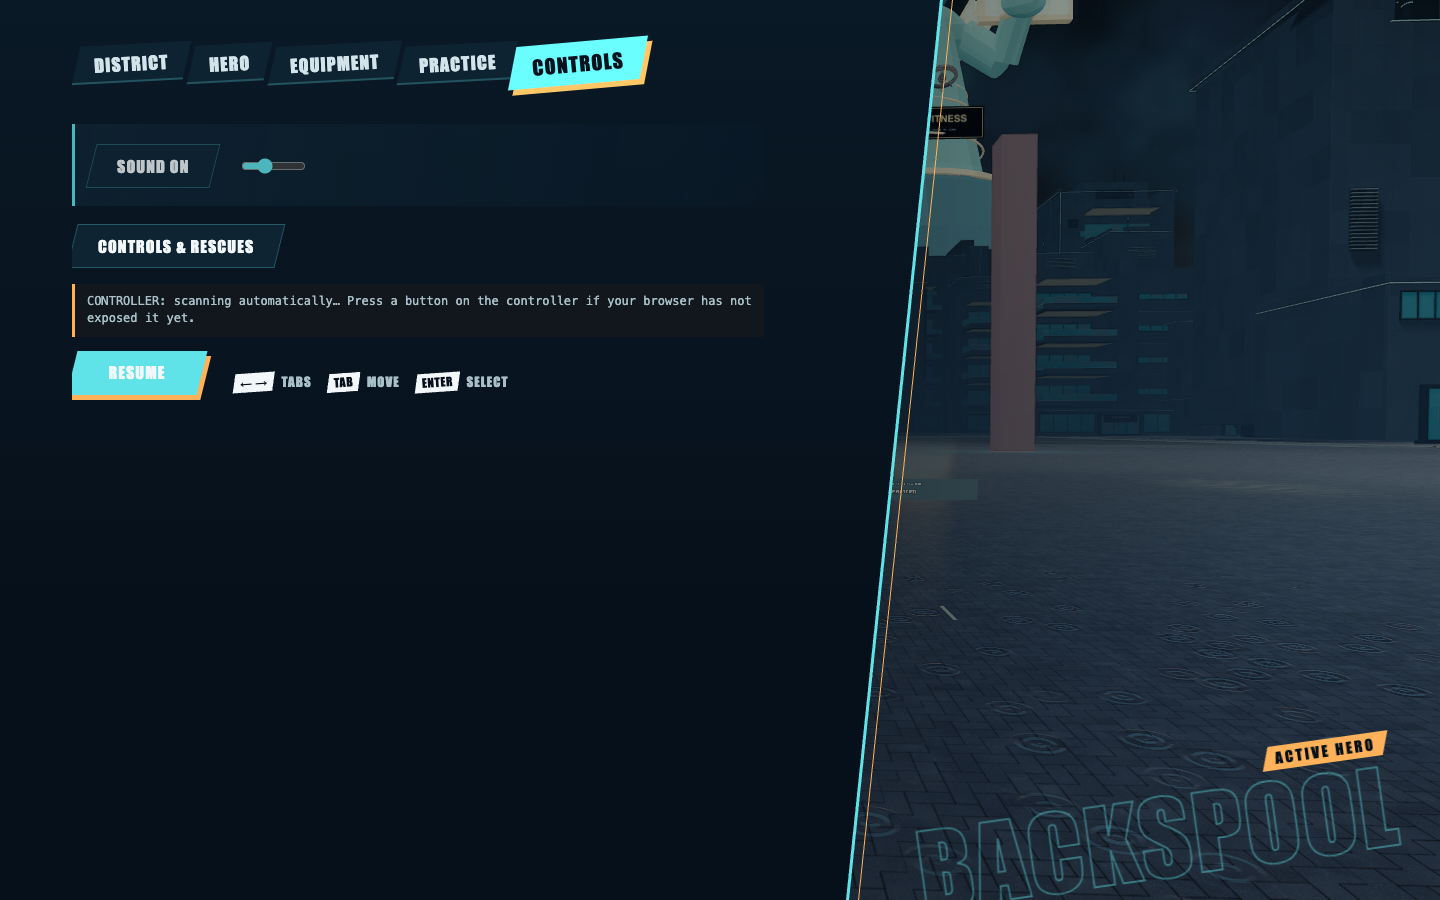 DISTRICT
HERO
EQUIPMENT
PRACTICE
CONTROLS
SOUND ON
CONTROLS & RESCUES
CONTROLLER: scanning automatically… Press a button on the controller if your browser has not
exposed it yet.
RESUME
←→ TABS
TAB MOVE
ENTER SELECT
ACTIVE HERO
BACKSPOOL